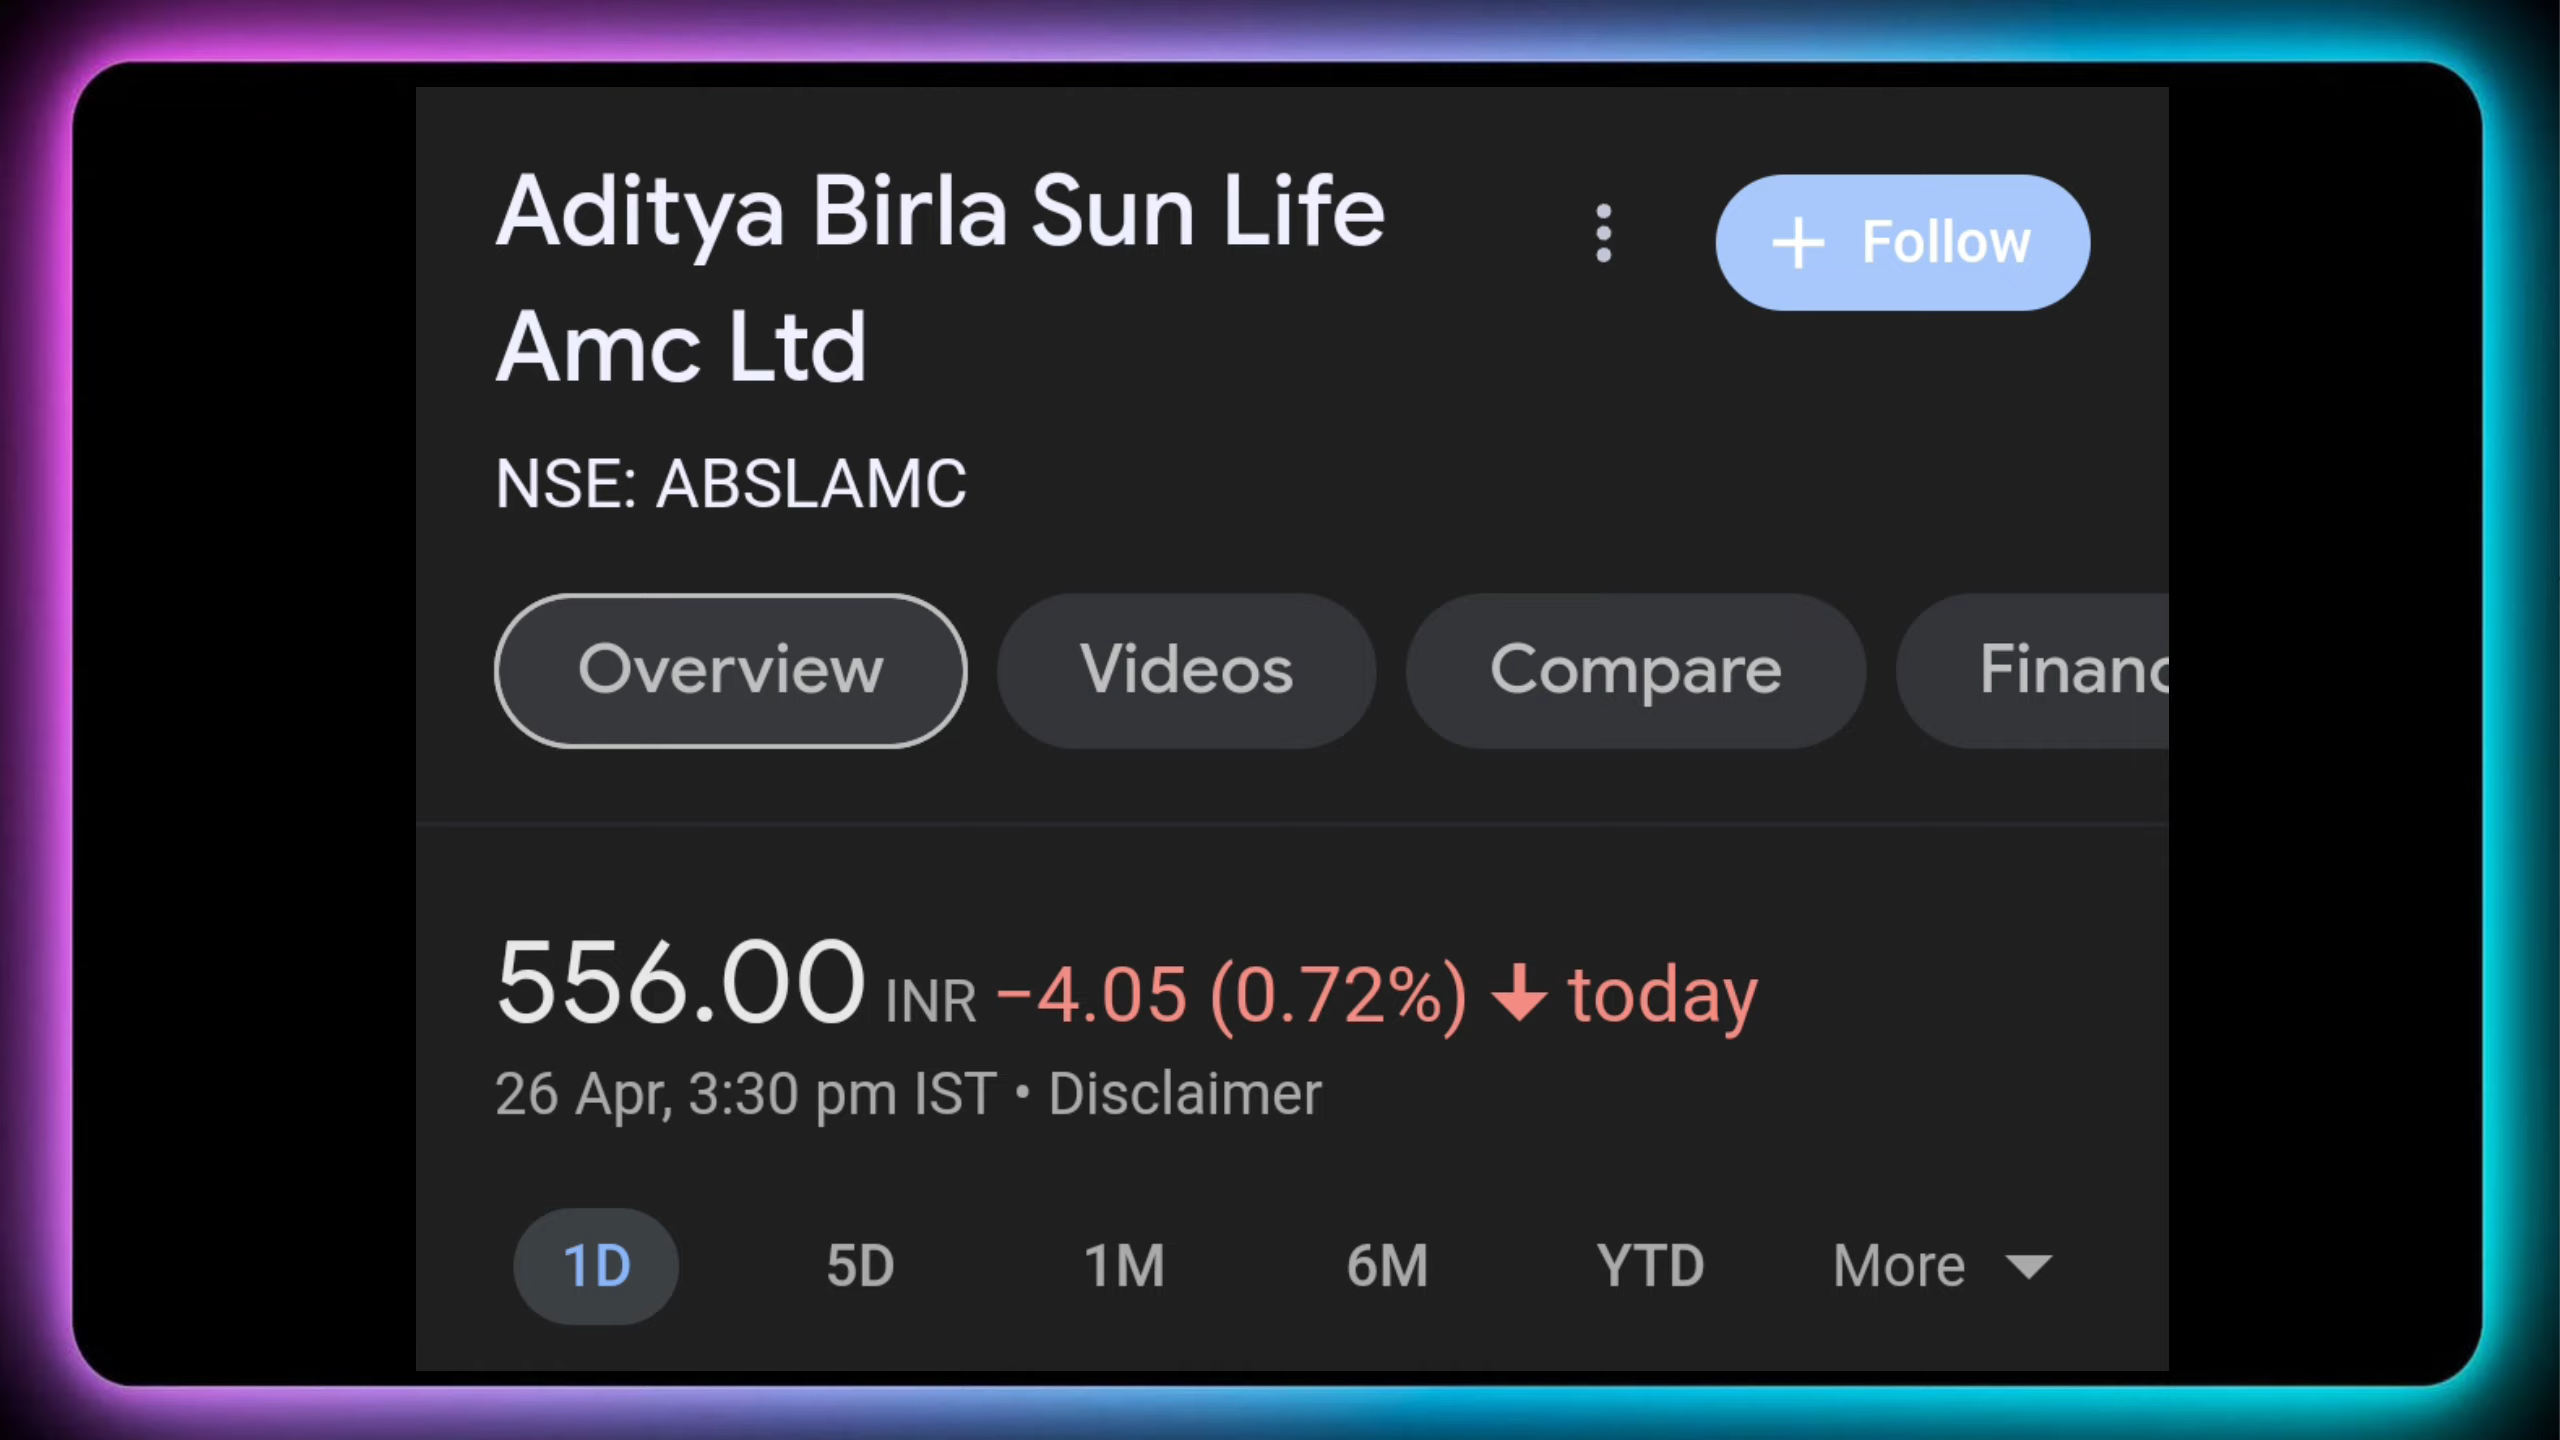 Aditya Birla Sun Life
Amc Ltd
+ Follow
NSE: ABSLAMC
Overview Videos Compare Financ
556.00 INR −4.05 (0.72%) ↓ today
26 Apr, 3:30 pm IST • Disclaimer
1D 5D 1M 6M YTD More